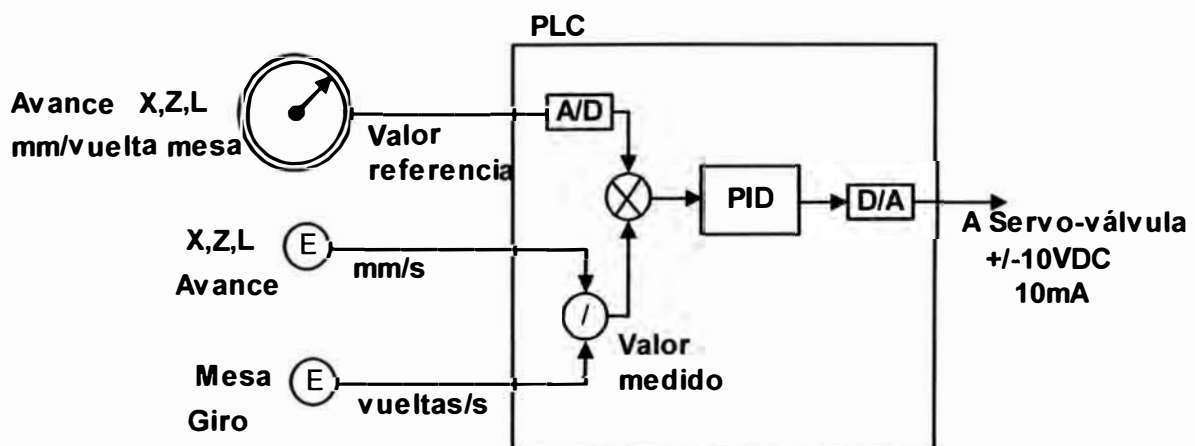 PLC
Avance X,Z,L
mm/vuelta mesa
Valor
referencia
A/D
PID
D/A
A Servo-válvula
+/-10VDC
10mA
X,Z,L
Avance
E
mm/s
/
Valor
medido
Mesa
Giro
E
vueltas/s